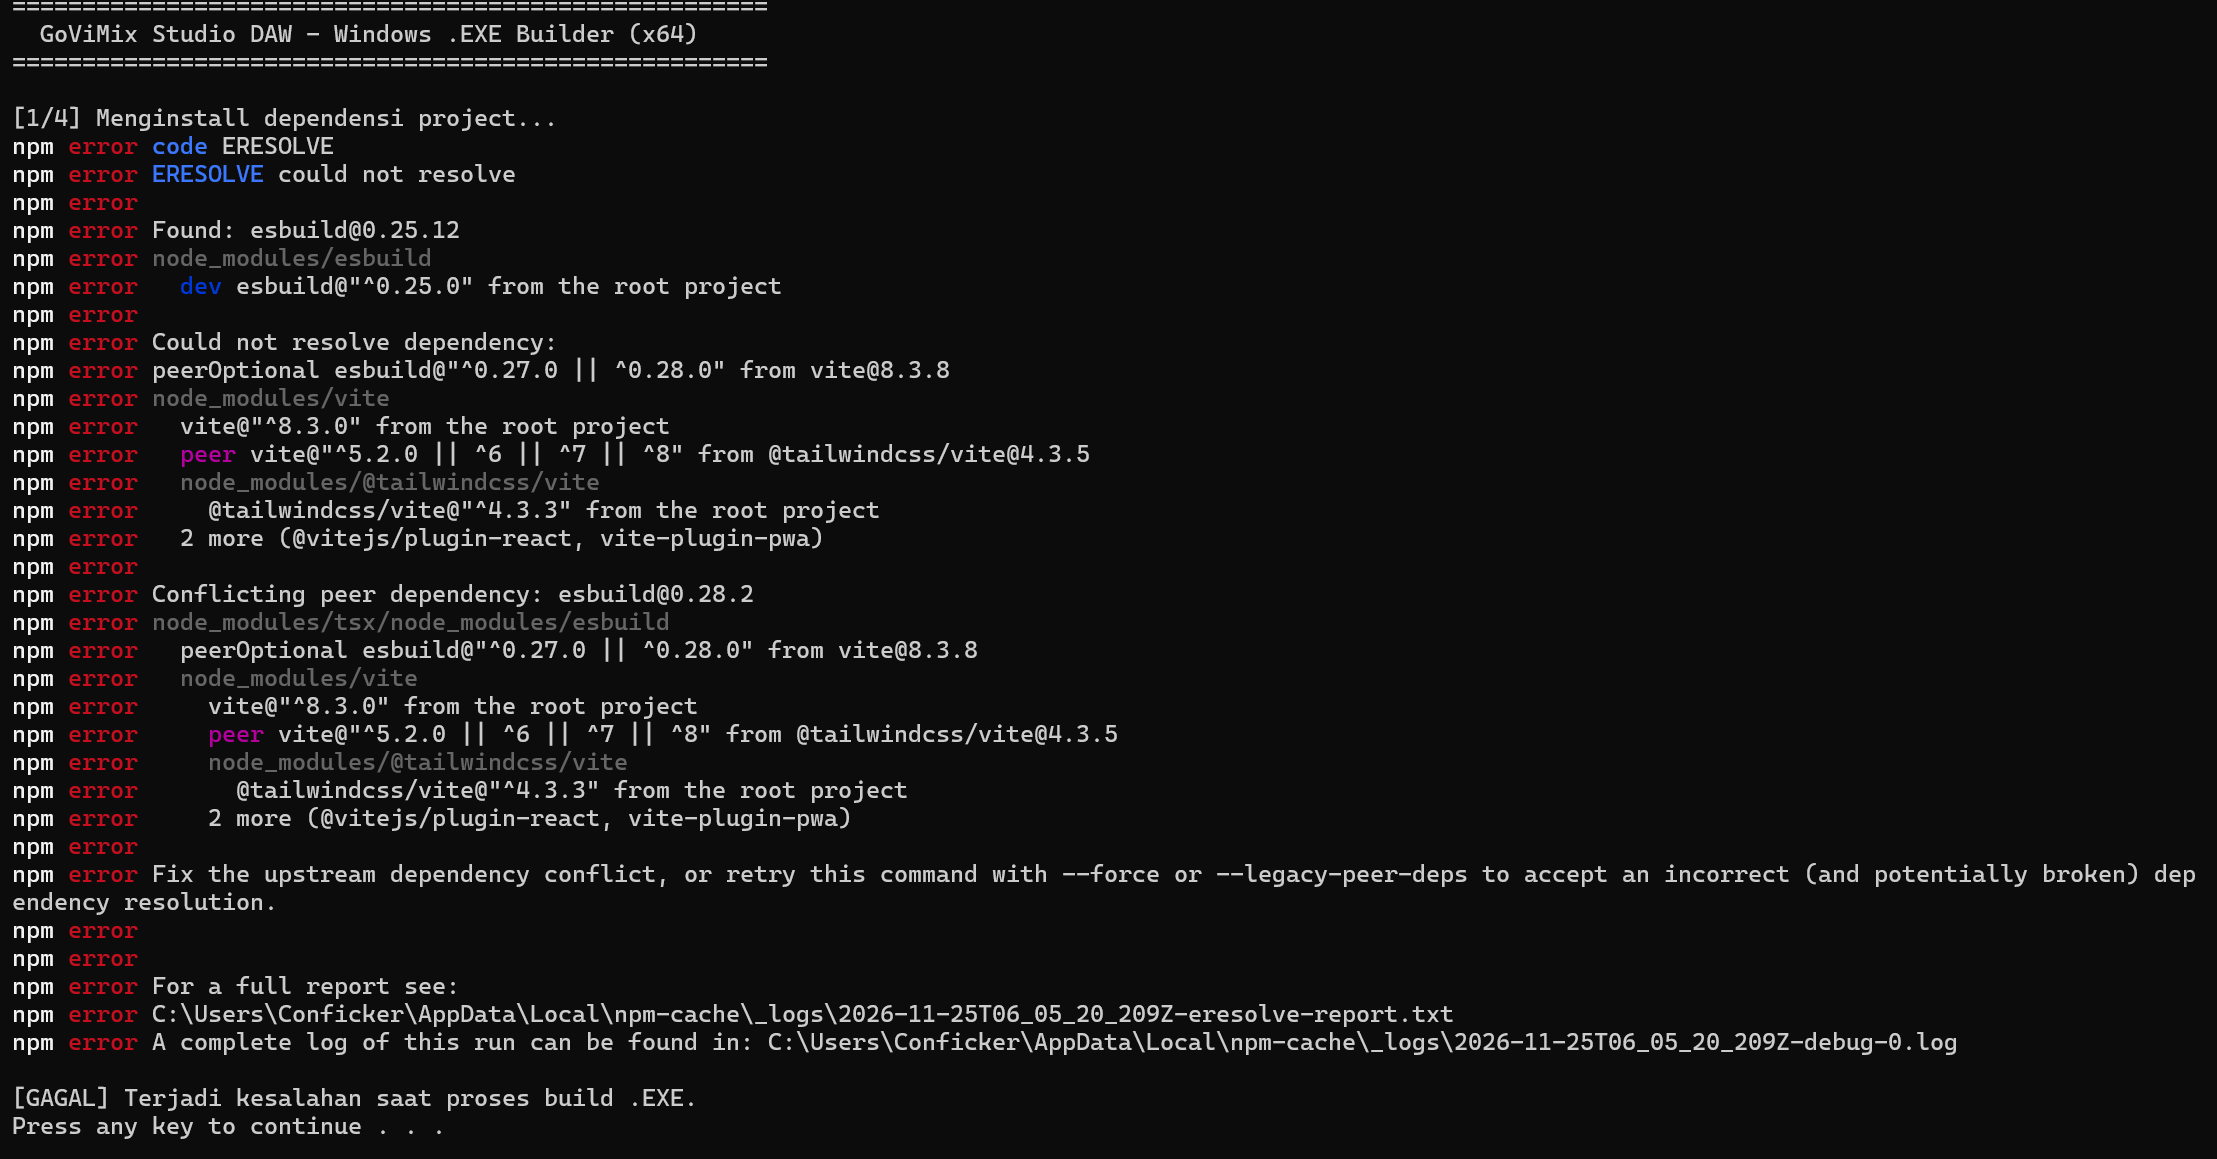 ======================================================
  GoViMix Studio DAW - Windows .EXE Builder (x64)
======================================================

[1/4] Menginstall dependensi project...
npm error code ERESOLVE
npm error ERESOLVE could not resolve
npm error
npm error Found: esbuild@0.25.12
npm error node_modules/esbuild
npm error   dev esbuild@"^0.25.0" from the root project
npm error
npm error Could not resolve dependency:
npm error peerOptional esbuild@"^0.27.0 || ^0.28.0" from vite@8.3.8
npm error node_modules/vite
npm error   vite@"^8.3.0" from the root project
npm error   peer vite@"^5.2.0 || ^6 || ^7 || ^8" from @tailwindcss/vite@4.3.5
npm error   node_modules/@tailwindcss/vite
npm error     @tailwindcss/vite@"^4.3.3" from the root project
npm error   2 more (@vitejs/plugin-react, vite-plugin-pwa)
npm error
npm error Conflicting peer dependency: esbuild@0.28.2
npm error node_modules/tsx/node_modules/esbuild
npm error   peerOptional esbuild@"^0.27.0 || ^0.28.0" from vite@8.3.8
npm error   node_modules/vite
npm error     vite@"^8.3.0" from the root project
npm error     peer vite@"^5.2.0 || ^6 || ^7 || ^8" from @tailwindcss/vite@4.3.5
npm error     node_modules/@tailwindcss/vite
npm error       @tailwindcss/vite@"^4.3.3" from the root project
npm error     2 more (@vitejs/plugin-react, vite-plugin-pwa)
npm error
npm error Fix the upstream dependency conflict, or retry this command with --force or --legacy-peer-deps to accept an incorrect (and potentially broken) dep
endency resolution.
npm error
npm error
npm error For a full report see:
npm error C:\Users\Conficker\AppData\Local\npm-cache\_logs\2026-11-25T06_05_20_209Z-eresolve-report.txt
npm error A complete log of this run can be found in: C:\Users\Conficker\AppData\Local\npm-cache\_logs\2026-11-25T06_05_20_209Z-debug-0.log

[GAGAL] Terjadi kesalahan saat proses build .EXE.
Press any key to continue . . .